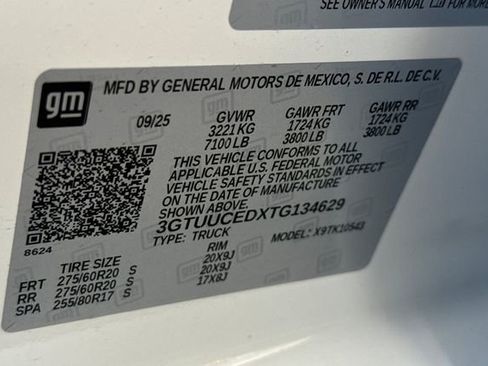 SEE OWNER'S MANUAL
FOR MORE
gm
MFD BY GENERAL MOTORS DE MEXICO, S. DE R.L. DE C.V.
09/25 GVWR GAWR FRT GAWR RR
3221 KG 1724 KG 1724 KG
7100 LB 3800 LB 3800 LB
THIS VEHICLE CONFORMS TO ALL
APPLICABLE U.S. FEDERAL MOTOR
VEHICLE SAFETY STANDARDS IN EFFECT
ON THE DATE OF MANUFACTURE
SHOWN ABOVE.
3GTUUCEDXTG134629
TYPE: TRUCK MODEL: X9TK10543
8624
TIRE SIZE RIM
FRT 275/60R20 S 20X9J
RR 275/60R20 S 20X9J
SPA 255/80R17 S 17X8J